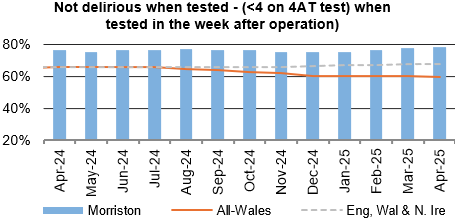 Not delirious when tested - (<4 on 4AT test) when
tested in the week after operation)
80%
60%
40%
20%
Apr-24
May-24
Jun-24
Jul-24
Aug-24
Sep-24
Oct-24
Nov-24
Dec-24
Jan-25
Feb-25
Mar-25
Apr-25
Morriston All-Wales Eng, Wal & N. Ire